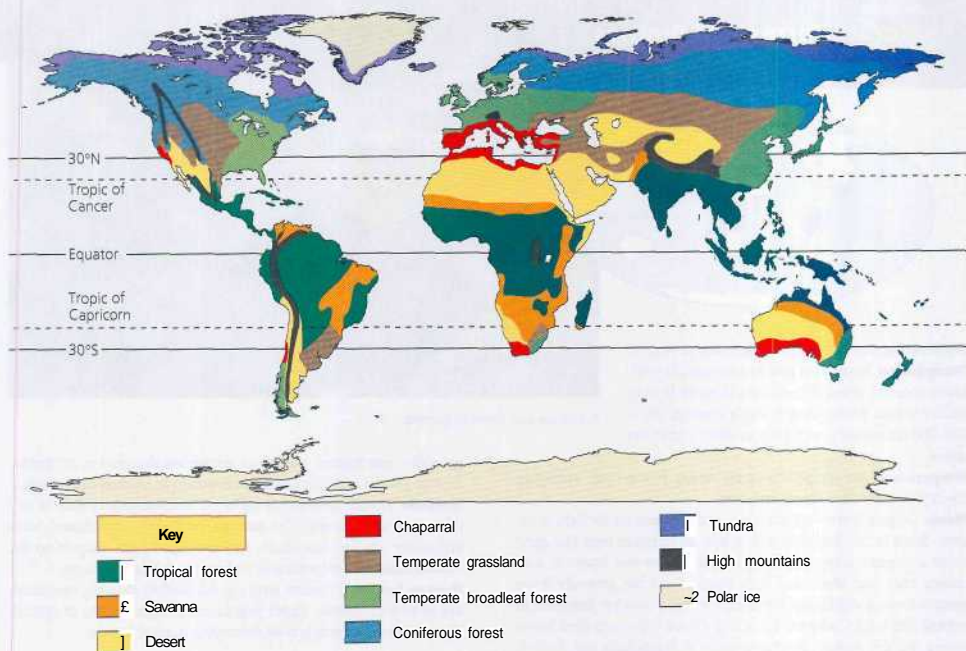 30°N
Tropic of
Cancer
Equator
Tropic of
Capricorn
30°S
Key
| Tropical forest
£ Savanna
] Desert
Chaparral
Temperate grassland
Temperate broadleaf forest
Coniferous forest
| Tundra
| High mountains
~2 Polar ice